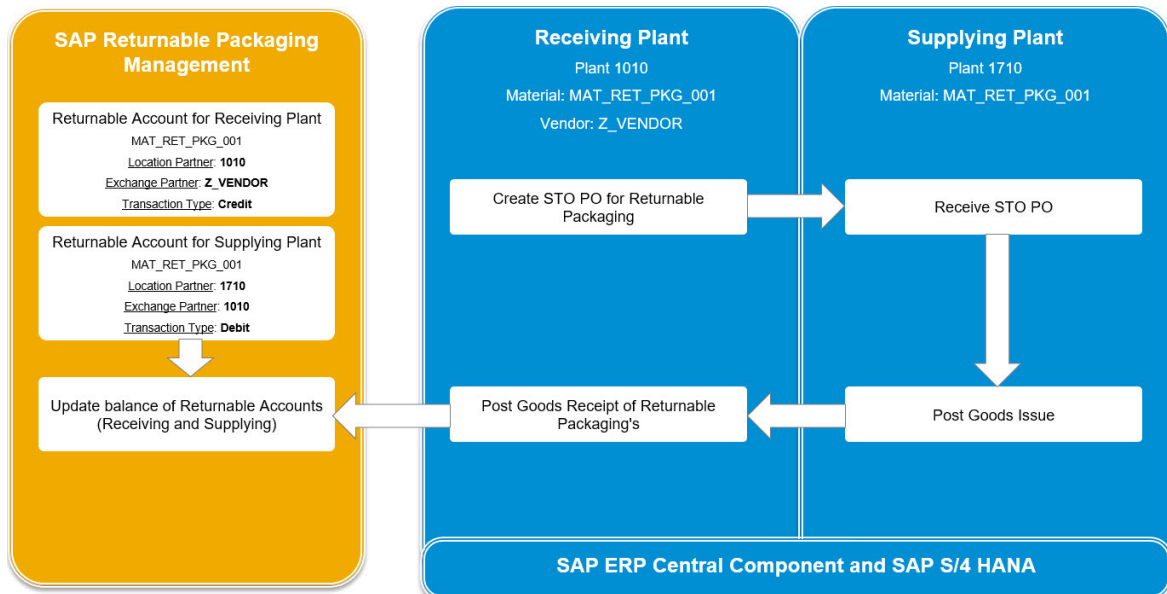 SAP Returnable Packaging
Management
Returnable Account for Receiving Plant
MAT_RET_PKG_001
Location Partner: 1010
Exchange Partner: Z_VENDOR
Transaction Type: Credit
Returnable Account for Supplying Plant
MAT_RET_PKG_001
Location Partner: 1710
Exchange Partner: 1010
Transaction Type: Debit
Update balance of Returnable Accounts
(Receiving and Supplying)
Receiving Plant
Plant 1010
Material: MAT_RET_PKG_001
Vendor: Z_VENDOR
Create STO PO for Returnable
Packaging
Post Goods Receipt of Returnable
Packaging's
Supplying Plant
Plant 1710
Material: MAT_RET_PKG_001
Receive STO PO
Post Goods Issue
SAP ERP Central Component and SAP S/4 HANA